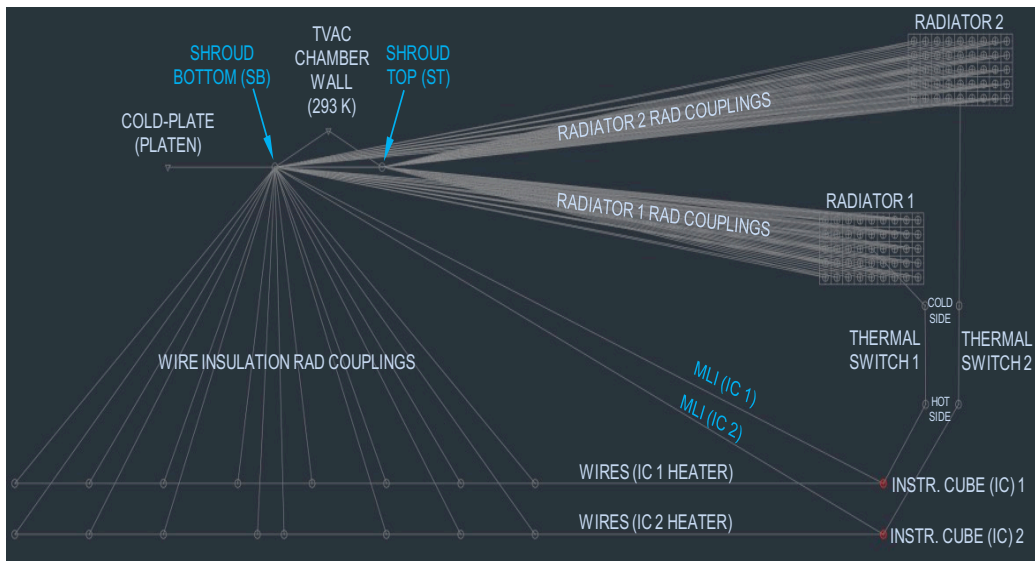 RADIATOR 2
TVAC
CHAMBER
WALL
(293 K)
SHROUD
BOTTOM (SB)
SHROUD
TOP (ST)
COLD-PLATE
(PLATEN)
RADIATOR 2 RAD COUPLINGS
RADIATOR 1
RADIATOR 1 RAD COUPLINGS
COLD
SIDE
THERMAL
SWITCH 1
THERMAL
SWITCH 2
WIRE INSULATION RAD COUPLINGS
MLI (IC 1)
MLI (IC 2)
HOT
SIDE
WIRES (IC 1 HEATER)
INSTR. CUBE (IC) 1
WIRES (IC 2 HEATER)
INSTR. CUBE (IC) 2